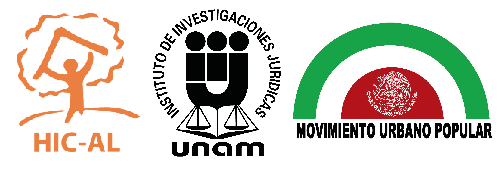 HIC-AL
INSTITUTO DE INVESTIGACIONES JURIDICAS
unam
MOVIMIENTO URBANO POPULAR